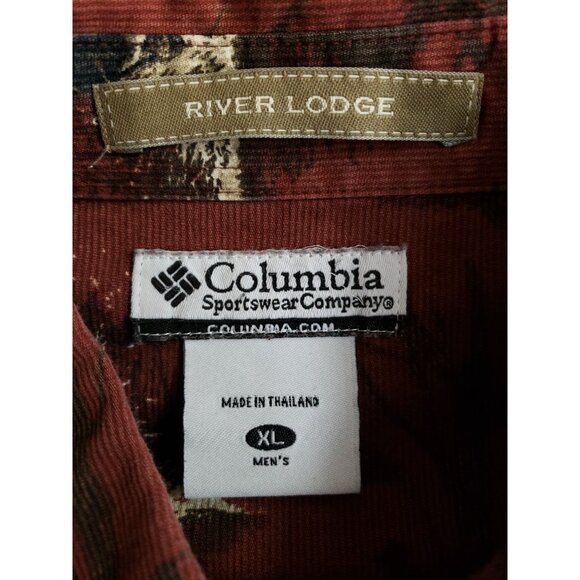 RIVER LODGE
Columbia
Sportswear Company®
COLUMBIA.COM
MADE IN THAILAND
XL
MEN'S